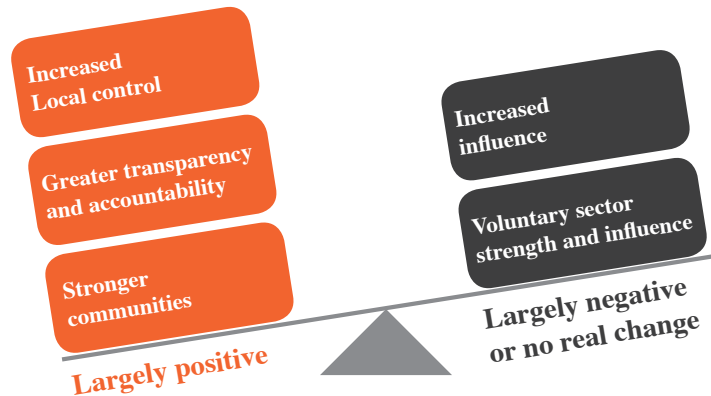 Increased
Local control
Greater transparency
and accountability
Stronger
communities
Largely positive
Increased
influence
Voluntary sector
strength and influence
Largely negative
or no real change